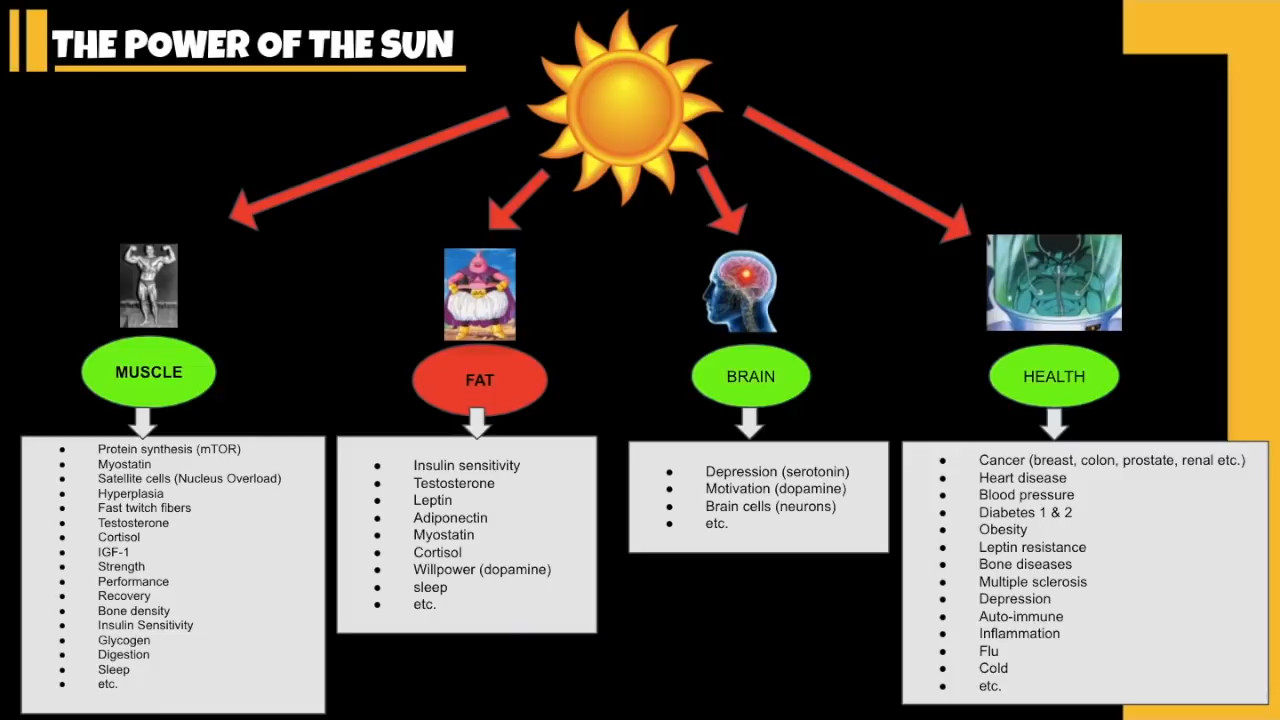 THE POWER OF THE SUN
MUSCLE
Protein synthesis (mTOR)
Myostatin
Satellite cells (Nucleus Overload)
Hyperplasia
Fast twitch fibers
Testosterone
Cortisol
IGF-1
Strength
Performance
Recovery
Bone density
Insulin Sensitivity
Glycogen
Digestion
Sleep
etc.
FAT
Insulin sensitivity
Testosterone
Leptin
Adiponectin
Myostatin
Cortisol
Willpower (dopamine)
sleep
etc.
BRAIN
Depression (serotonin)
Motivation (dopamine)
Brain cells (neurons)
etc.
HEALTH
Cancer (breast, colon, prostate, renal etc.)
Heart disease
Blood pressure
Diabetes 1 & 2
Obesity
Leptin resistance
Bone diseases
Multiple sclerosis
Depression
Auto-immune
Inflammation
Flu
Cold
etc.